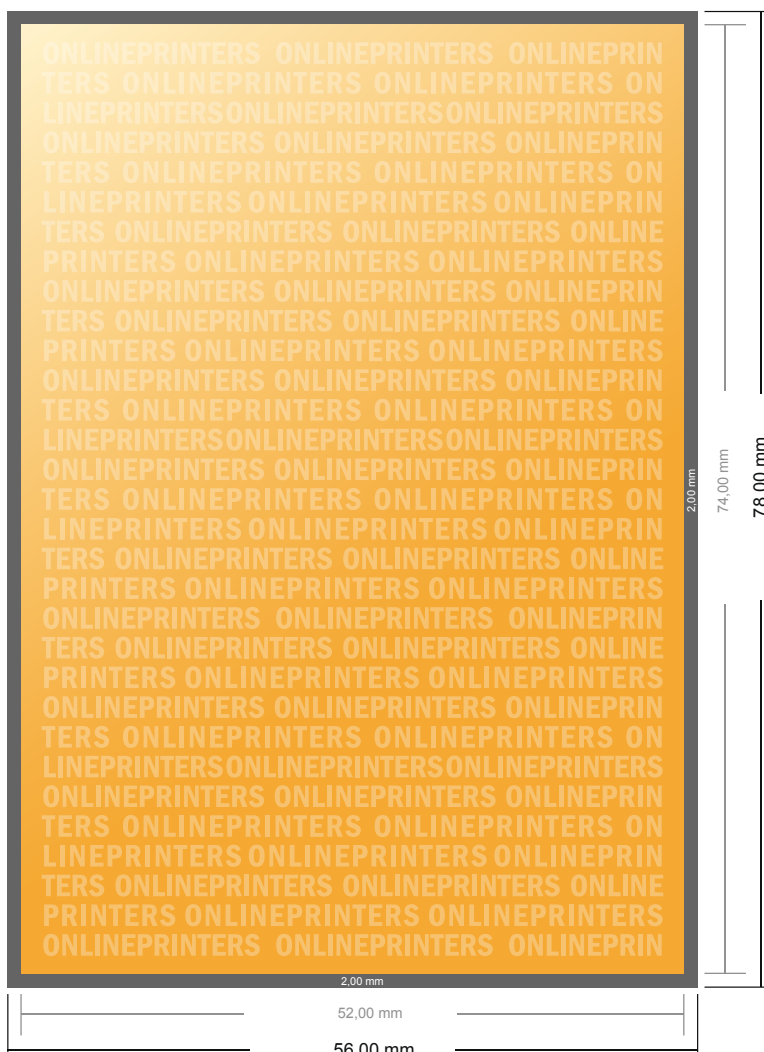 ONLINEPRINTERS ONLINEPRINTERS ONLINEPRIN
TERS ONLINEPRINTERS ONLINEPRINTERS ON
LINEPRINTERSONLINEPRINTERSONLINEPRINTERS
ONLINEPRINTERS ONLINEPRINTERS ONLINEPRIN
TERS ONLINEPRINTERS ONLINEPRINTERS ON
LINEPRINTERS ONLINEPRINTERS ONLINEPRIN
TERS ONLINEPRINTERS ONLINEPRINTERS ONLINE
PRINTERS ONLINEPRINTERS ONLINEPRINTERS
ONLINEPRINTERS ONLINEPRINTERS ONLINEPRIN
TERS ONLINEPRINTERS ONLINEPRINTERS ONLINE
PRINTERS ONLINEPRINTERS ONLINEPRINTERS
ONLINEPRINTERS ONLINEPRINTERS ONLINEPRIN
TERS ONLINEPRINTERS ONLINEPRINTERS ON
LINEPRINTERSONLINEPRINTERSONLINEPRINTERS
ONLINEPRINTERS ONLINEPRINTERS ONLINEPRIN
TERS ONLINEPRINTERS ONLINEPRINTERS ON
LINEPRINTERS ONLINEPRINTERS ONLINEPRIN
TERS ONLINEPRINTERS ONLINEPRINTERS ONLINE
PRINTERS ONLINEPRINTERS ONLINEPRINTERS
ONLINEPRINTERS ONLINEPRINTERS ONLINEPRIN
TERS ONLINEPRINTERS ONLINEPRINTERS ONLINE
PRINTERS ONLINEPRINTERS ONLINEPRINTERS
ONLINEPRINTERS ONLINEPRINTERS ONLINEPRIN
TERS ONLINEPRINTERS ONLINEPRINTERS ON
LINEPRINTERSONLINEPRINTERSONLINEPRINTERS
ONLINEPRINTERS ONLINEPRINTERS ONLINEPRIN
TERS ONLINEPRINTERS ONLINEPRINTERS ON
LINEPRINTERS ONLINEPRINTERS ONLINEPRIN
TERS ONLINEPRINTERS ONLINEPRINTERS ONLINE
PRINTERS ONLINEPRINTERS ONLINEPRINTERS
ONLINEPRINTERS ONLINEPRINTERS ONLINEPRIN
2,00 mm
74,00 mm
78,00 mm
2,00 mm
52,00 mm
56,00 mm